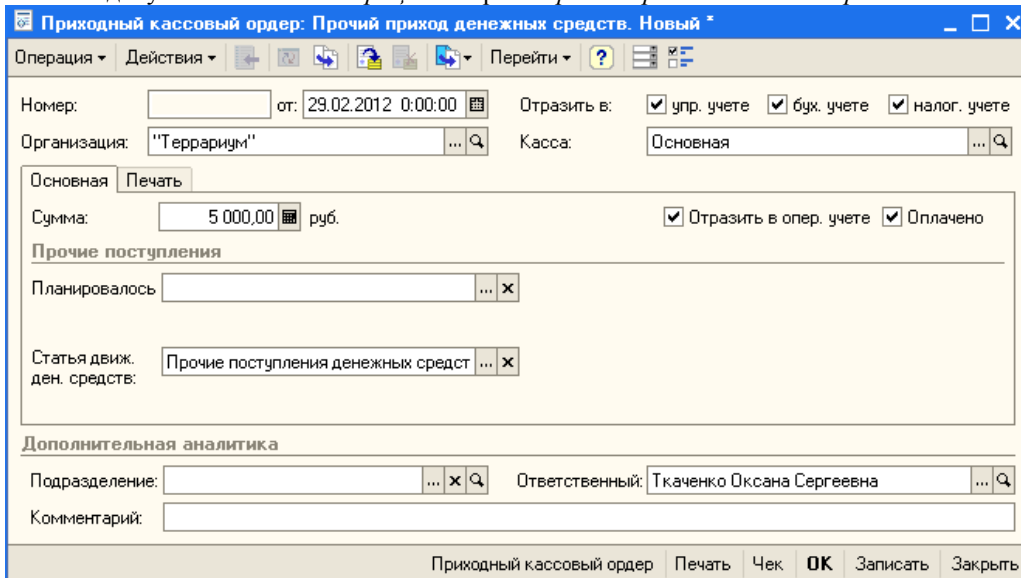 Приходный кассовый ордер: Прочий приход денежных средств. Новый *
Операция Действия Перейти ?
Номер: от: 29.02.2012 0:00:00 Отразить в: упр. учете бух. учете налог. учете
Организация: "Террариум" ... Касса: Основная ...
Основная Печать
Сумма: 5 000,00 руб. Отразить в опер. учете Оплачено
Прочие поступления
Планировалось ... x
Статья движ.
ден. средств: Прочие поступления денежных средст ... x
Дополнительная аналитика
Подразделение: ... x Ответственный: Ткаченко Оксана Сергеевна ...
Комментарий:
Приходный кассовый ордер Печать Чек OK Записать Закрыть